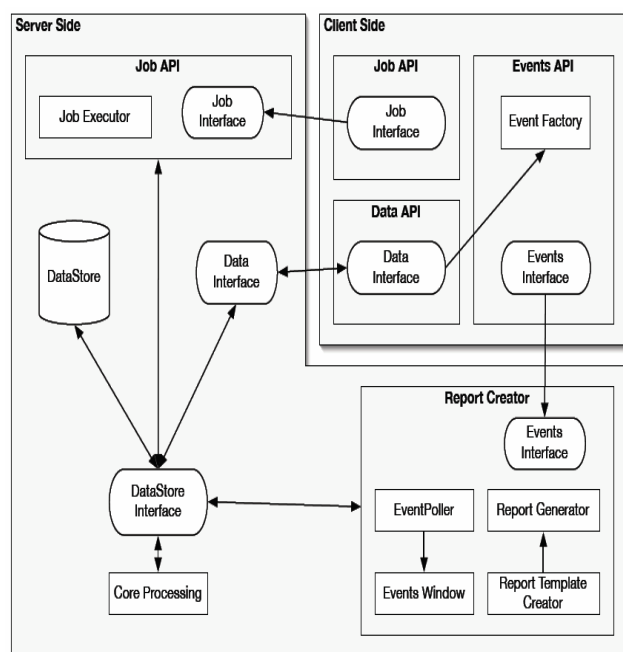 Server Side
Client Side
Job API
Job Executor
Job
Interface
Job API
Job
Interface
Events API
Event Factory
Data API
Data
Interface
Data
Interface
Events
Interface
DataStore
Report Creator
Events
Interface
DataStore
Interface
EventPoller
Report Generator
Core Processing
Events Window
Report Template
Creator